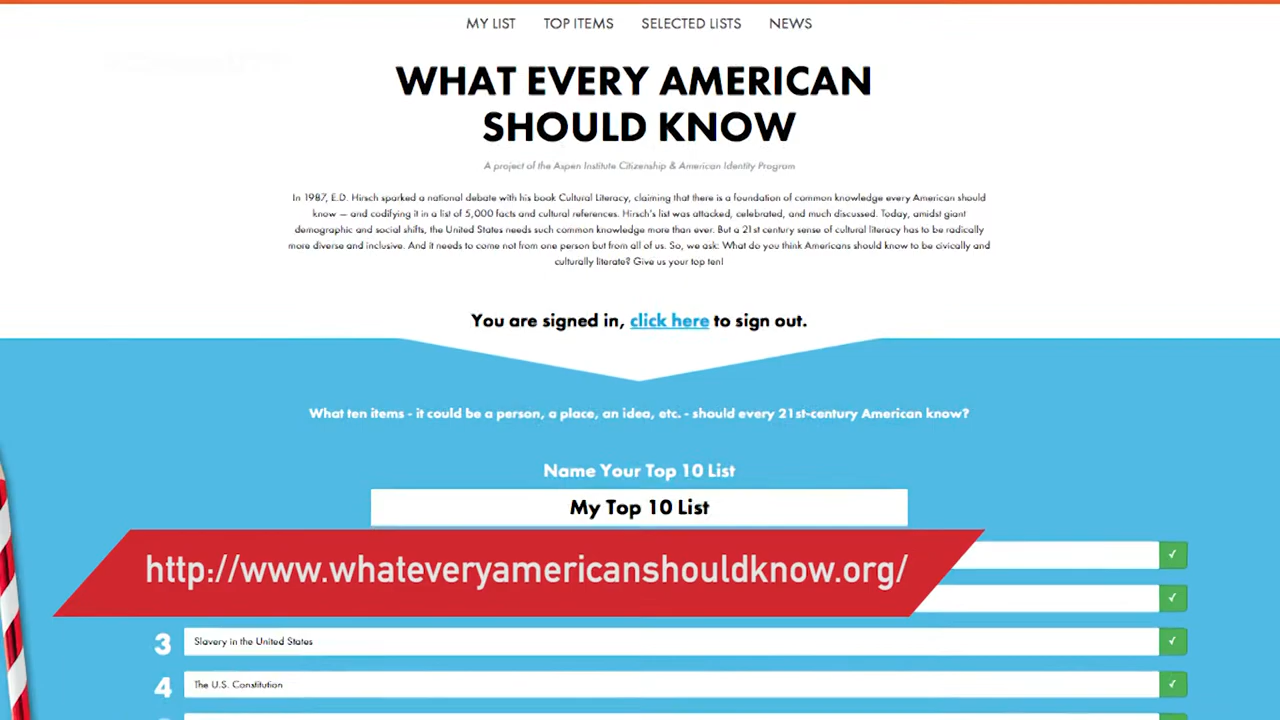 MY LIST TOP ITEMS SELECTED LISTS NEWS
WHAT EVERY AMERICAN
SHOULD KNOW
A project of the Aspen Institute Citizenship & American Identity Program
In 1987, E.D. Hirsch sparked a national debate with his book Cultural Literacy, claiming that there is a foundation of common knowledge every American should
know — and codifying it in a list of 5,000 facts and cultural references. Hirsch's list was attacked, celebrated, and much discussed. Today, amidst giant
demographic and social shifts, the United States needs such common knowledge more than ever. But a 21st century sense of cultural literacy has to be radically
more diverse and inclusive. And it needs to come not from one person but from all of us. So, we ask: What do you think Americans should know to be civically and
culturally literate? Give us your top ten!
You are signed in, click here to sign out.
What ten items - it could be a person, a place, an idea, etc. - should every 21st-century American know?
Name Your Top 10 List
My Top 10 List
http://www.whateveryamericanshouldknow.org/
3 Slavery in the United States
4 The U.S. Constitution